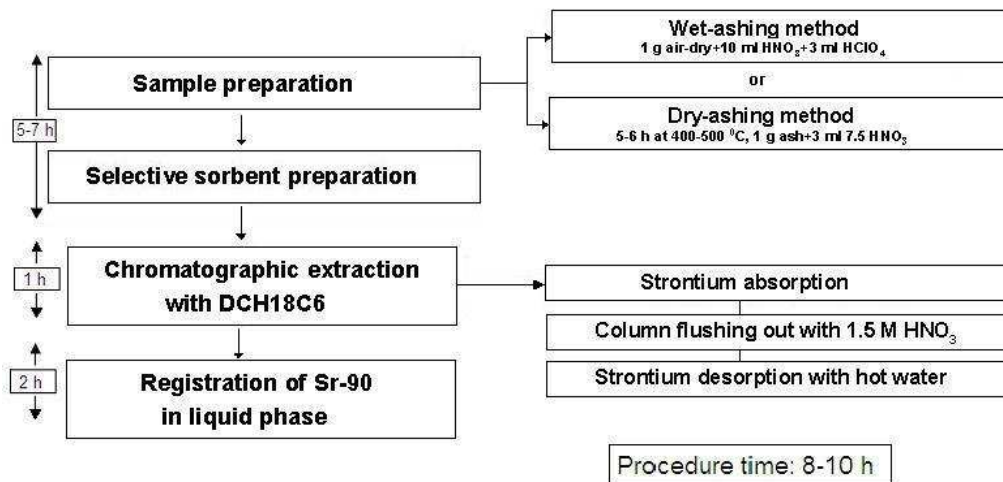 Wet-ashing method
1 g air-dry+10 ml HNO₃+3 ml HClO₄
or
Dry-ashing method
5-6 h at 400-500 ⁰C, 1 g ash+3 ml 7.5 HNO₃
Sample preparation
5-7 h
Selective sorbent preparation
1 h
Chromatographic extraction
with DCH18C6
Strontium absorption
Column flushing out with 1.5 M HNO₃
Strontium desorption with hot water
2 h
Registration of Sr-90
in liquid phase
Procedure time: 8-10 h